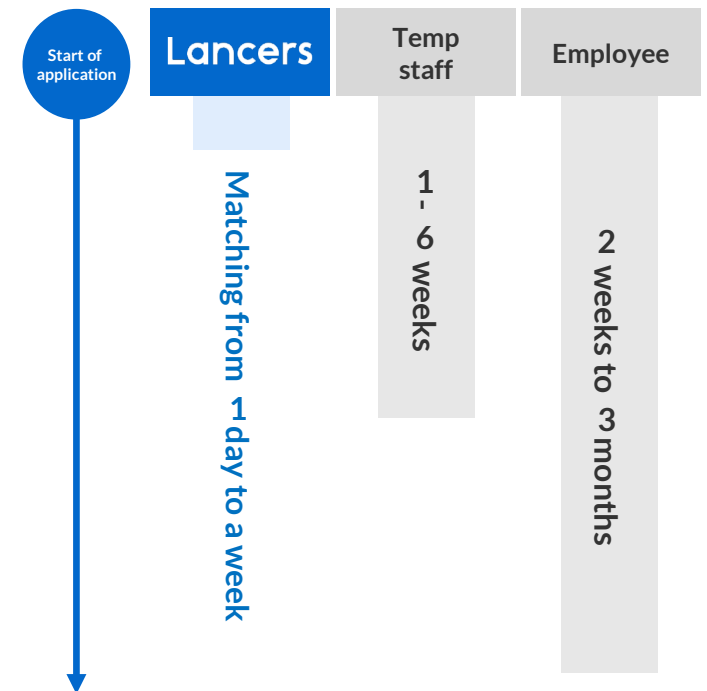 Start of
application
Lancers
Temp
staff
Employee
Matching from 1 day to a week
1 - 6 weeks
2 weeks to 3 months